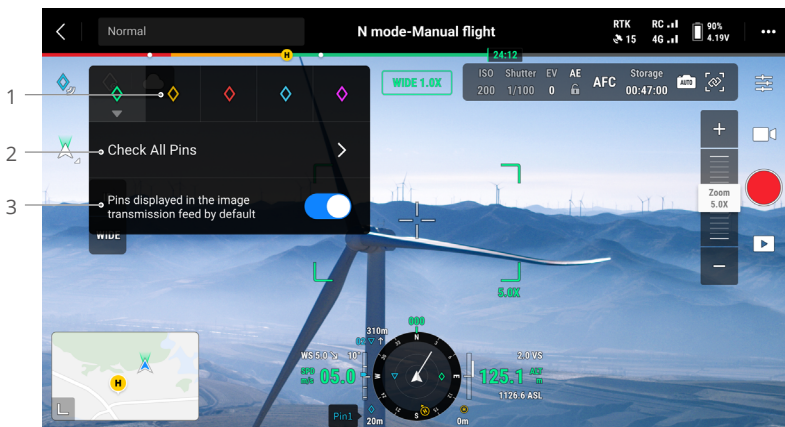 Normal
N mode-Manual flight
RTK
15
RC
4G
90%
4.19V
24:12
H
WIDE 1.0X
ISO
200
Shutter
1/100
EV
0
AE
AFC
Storage
00:47:00
AUTO
1
2
Check All Pins
3
Pins displayed in the image
transmission feed by default
WIDE
+
Zoom
5.0X
5.0X
H
310m
000
N
W
E
S
WS 5.0
10°
2.0 VS
SPD
m/s
05.0
125.1
ALT
m
1126.6 ASL
Pin1
20m
0m